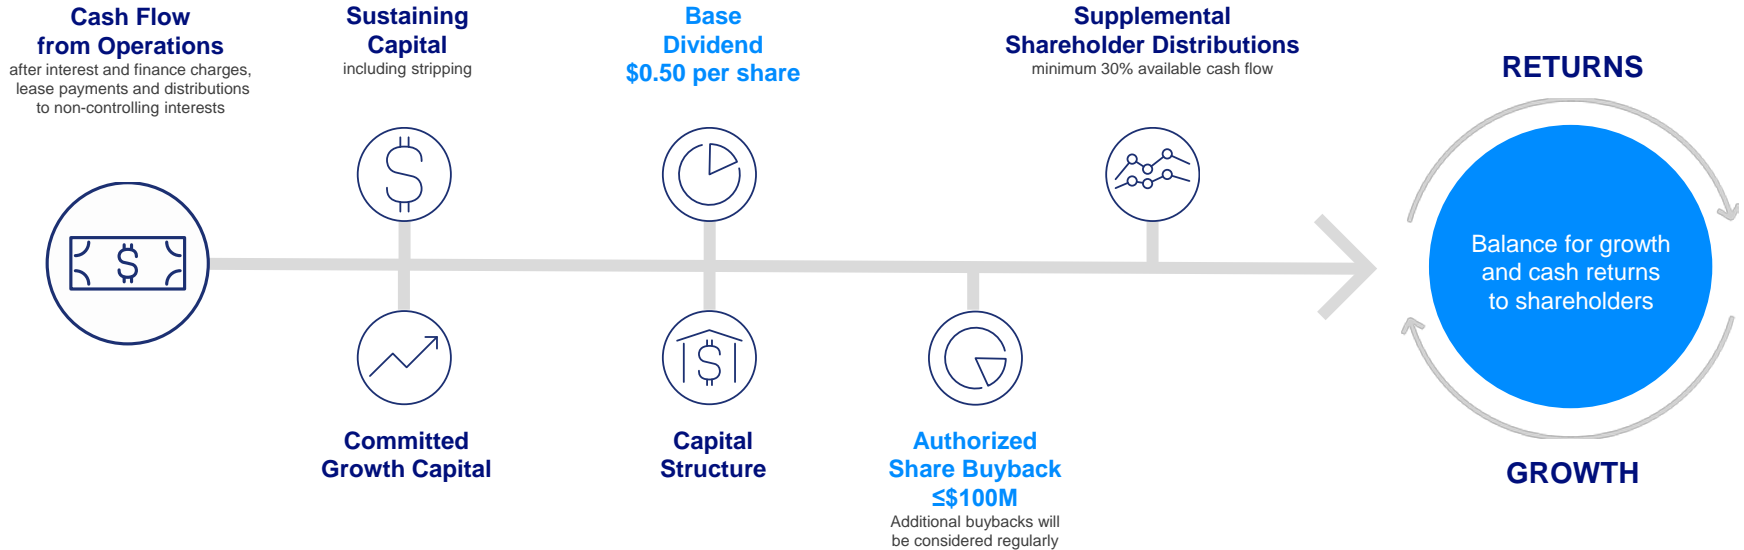 Cash Flow
from Operations
after interest and finance charges,
lease payments and distributions
to non-controlling interests
Sustaining
Capital
including stripping
Base
Dividend
$0.50 per share
Supplemental
Shareholder Distributions
minimum 30% available cash flow
RETURNS
Balance for growth
and cash returns
to shareholders
Committed
Growth Capital
Capital
Structure
Authorized
Share Buyback
≤$100M
Additional buybacks will
be considered regularly
GROWTH